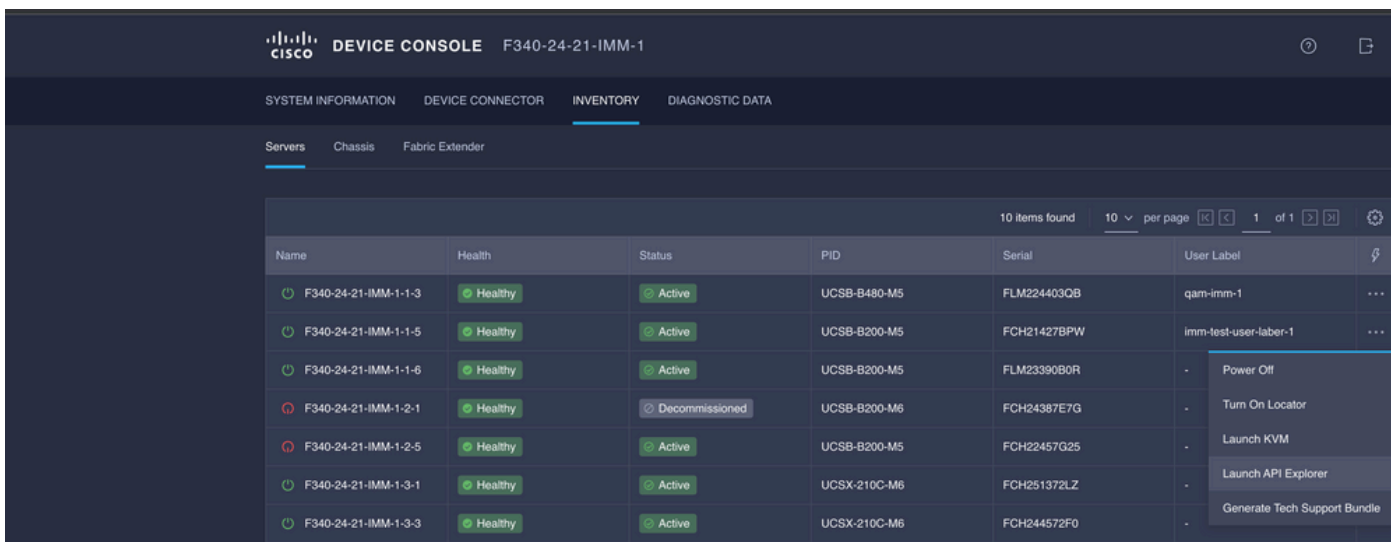 CISCO DEVICE CONSOLE F340-24-21-IMM-1
SYSTEM INFORMATION DEVICE CONNECTOR INVENTORY DIAGNOSTIC DATA
Servers Chassis Fabric Extender
10 items found 10 per page 1 of 1
Name Health Status PID Serial User Label
F340-24-21-IMM-1-1-3 Healthy Active UCSB-B480-M5 FLM224403QB qam-imm-1 ...
F340-24-21-IMM-1-1-5 Healthy Active UCSB-B200-M5 FCH21427BPW imm-test-user-laber-1 ...
F340-24-21-IMM-1-1-6 Healthy Active UCSB-B200-M5 FLM23390B0R - Power Off
F340-24-21-IMM-1-2-1 Healthy Decommissioned UCSB-B200-M6 FCH24387E7G - Turn On Locator
F340-24-21-IMM-1-2-5 Healthy Active UCSB-B200-M5 FCH22457G25 - Launch KVM
F340-24-21-IMM-1-3-1 Healthy Active UCSX-210C-M6 FCH251372LZ - Launch API Explorer
F340-24-21-IMM-1-3-3 Healthy Active UCSX-210C-M6 FCH244572F0 - Generate Tech Support Bundle